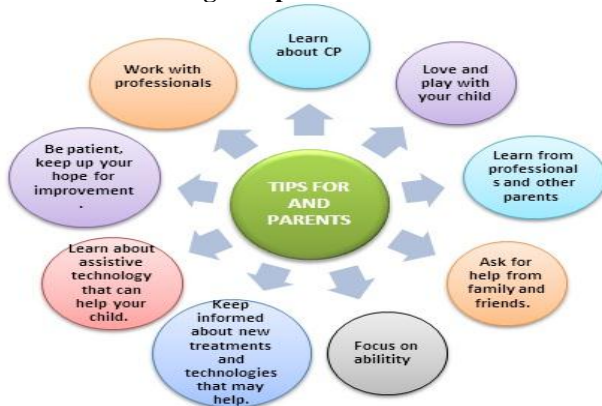 TIPS FOR
AND
PARENTS
Learn
about CP
Love and
play with
your child
Learn from
professional
s and other
parents
Ask for
help from
family and
friends.
Focus on
abilitity
Keep
informed
about new
treatments
and
technologies
that may
help.
Learn about
assistive
technology
that can
help your
child.
Be patient,
keep up your
hope for
improvement
.
Work with
professionals